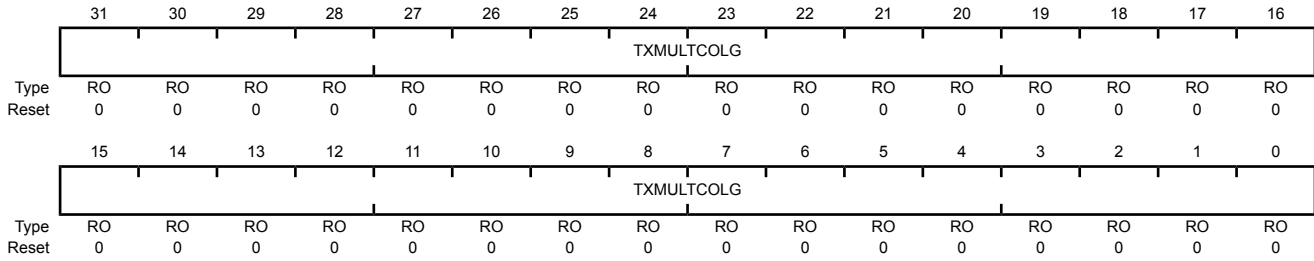 31 30 29 28 27 26 25 24 23 22 21 20 19 18 17 16
TXMULTCOLG
Type RO RO RO RO RO RO RO RO RO RO RO RO RO RO RO RO
Reset 0 0 0 0 0 0 0 0 0 0 0 0 0 0 0 0
15 14 13 12 11 10 9 8 7 6 5 4 3 2 1 0
TXMULTCOLG
Type RO RO RO RO RO RO RO RO RO RO RO RO RO RO RO RO
Reset 0 0 0 0 0 0 0 0 0 0 0 0 0 0 0 0